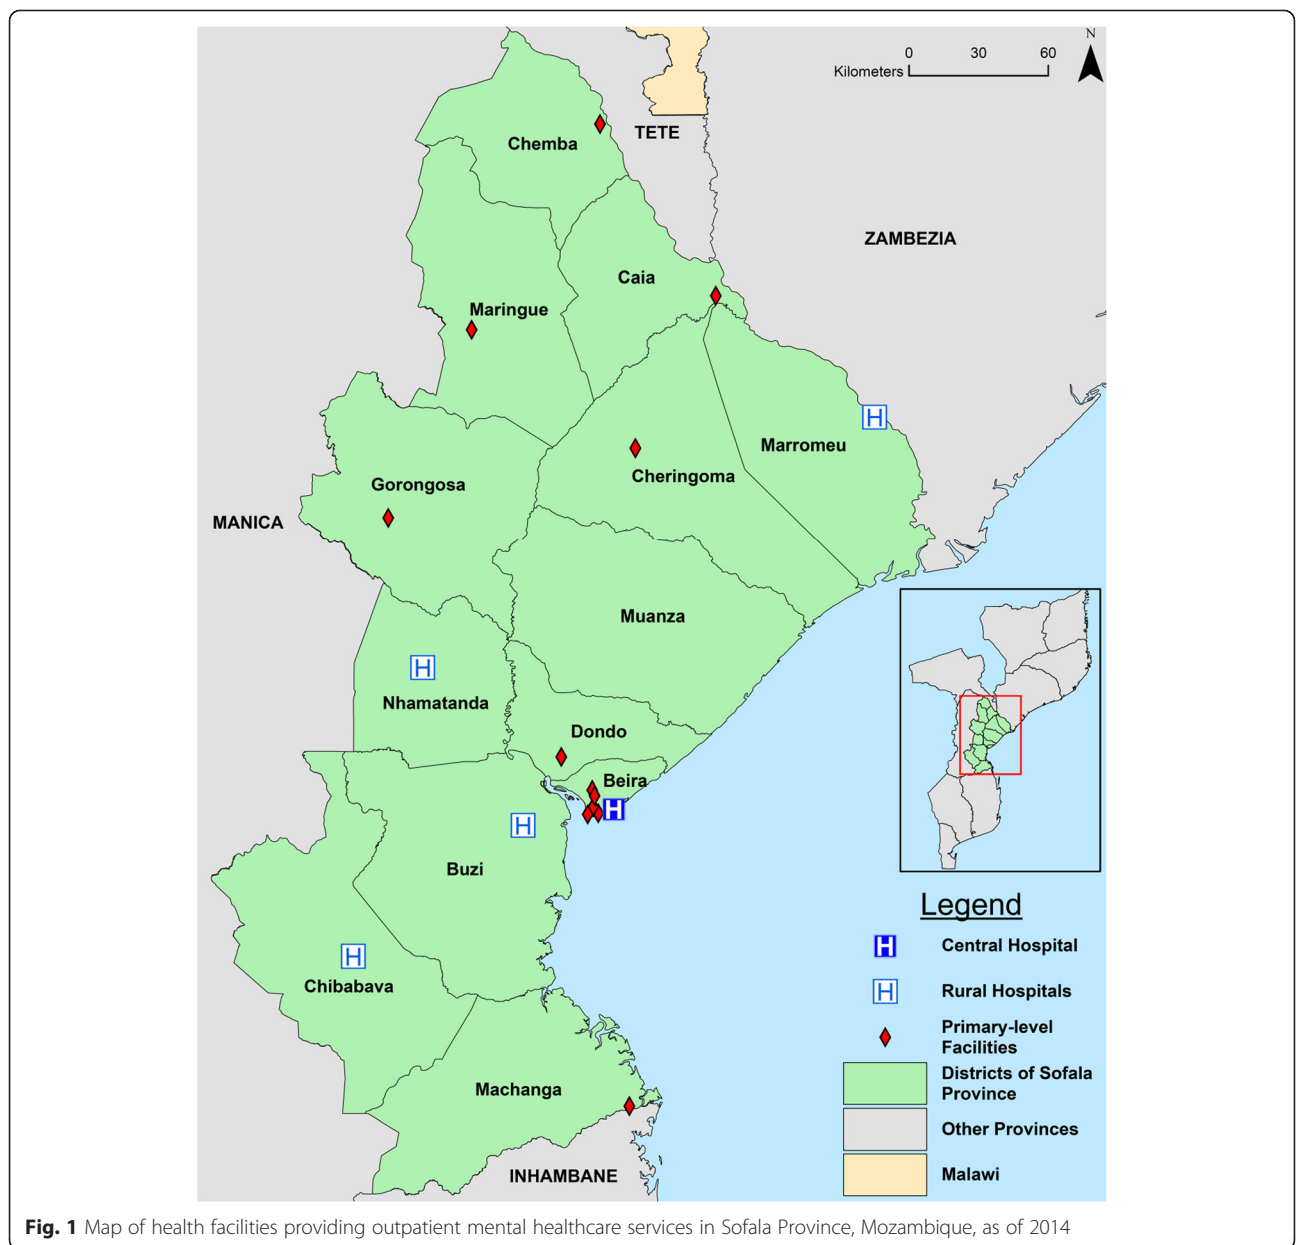 N
0 30 60
Kilometers
TETE
Chemba
ZAMBEZIA
Caia
Maringue
H
Marromeu
Cheringoma
Gorongosa
MANICA
Muanza
H
Nhamatanda
Dondo
Beira
H
H
Buzi
H
Chibabava
Machanga
INHAMBANE
Legend
H Central Hospital
H Rural Hospitals
Primary-level
Facilities
Districts of Sofala
Province
Other Provinces
Malawi
Fig. 1 Map of health facilities providing outpatient mental healthcare services in Sofala Province, Mozambique, as of 2014